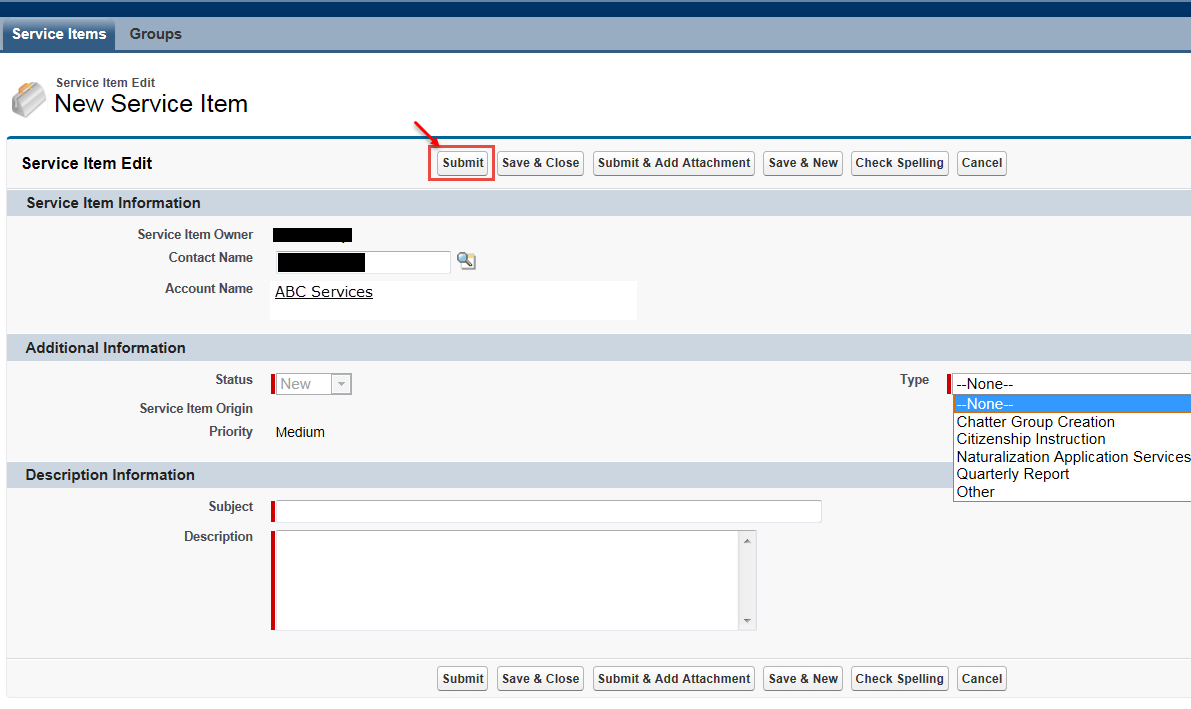 Service Items Groups
Service Item Edit
New Service Item
Service Item Edit Submit Save & Close Submit & Add Attachment Save & New Check Spelling Cancel
Service Item Information
Service Item Owner
Contact Name
Account Name ABC Services
Additional Information
Status New Type --None--
--None--
Service Item Origin
Chatter Group Creation
Priority Medium
Citizenship Instruction
Naturalization Application Services
Quarterly Report
Other
Description Information
Subject
Description
Submit Save & Close Submit & Add Attachment Save & New Check Spelling Cancel